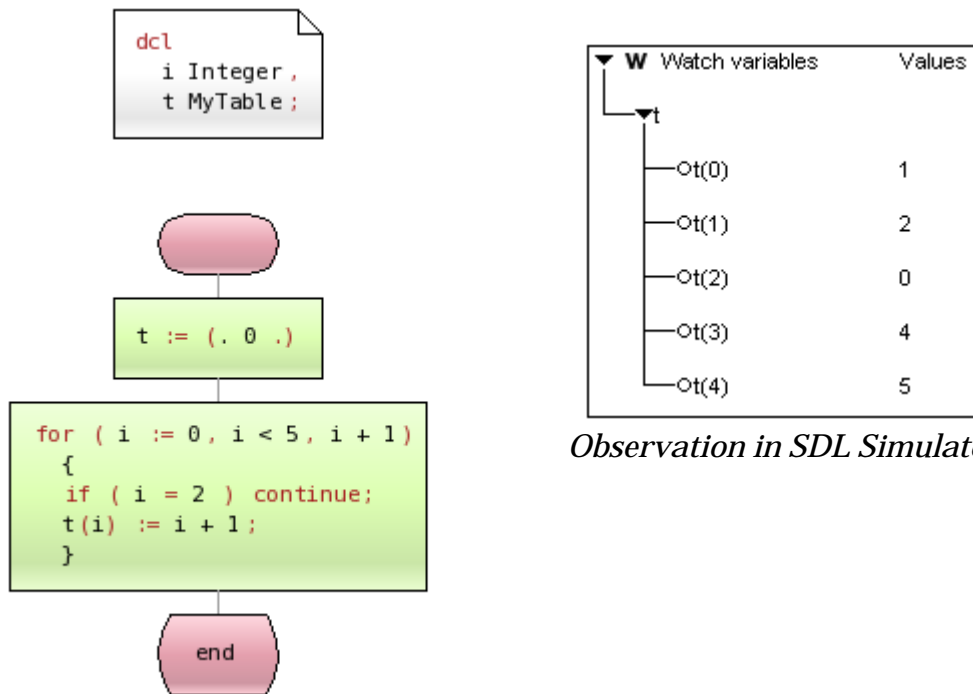 dcl
i Integer,
t MyTable;
t := (. 0 .)
for ( i := 0, i < 5, i + 1)
{
if ( i = 2 ) continue;
t(i) := i + 1;
}
end
W Watch variables Values
t
t(0) 1
t(1) 2
t(2) 0
t(3) 4
t(4) 5
Observation in SDL Simulato